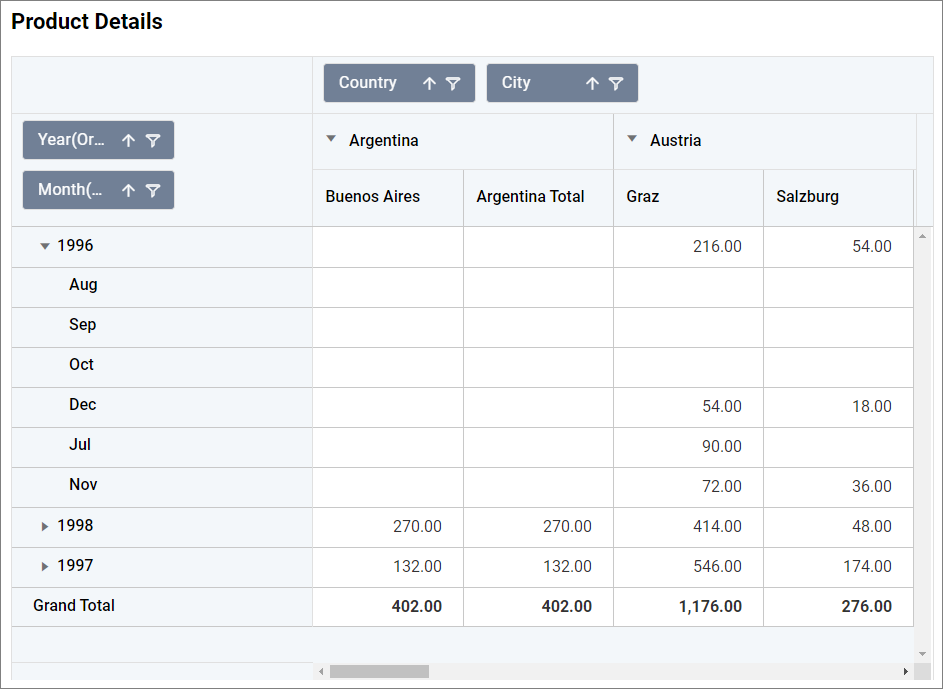 Product Details
Country City
Year(Or...
Month(...
Argentina Austria
Buenos Aires Argentina Total Graz Salzburg
1996 216.00 54.00
Aug
Sep
Oct
Dec 54.00 18.00
Jul 90.00
Nov 72.00 36.00
1998 270.00 270.00 414.00 48.00
1997 132.00 132.00 546.00 174.00
Grand Total 402.00 402.00 1,176.00 276.00